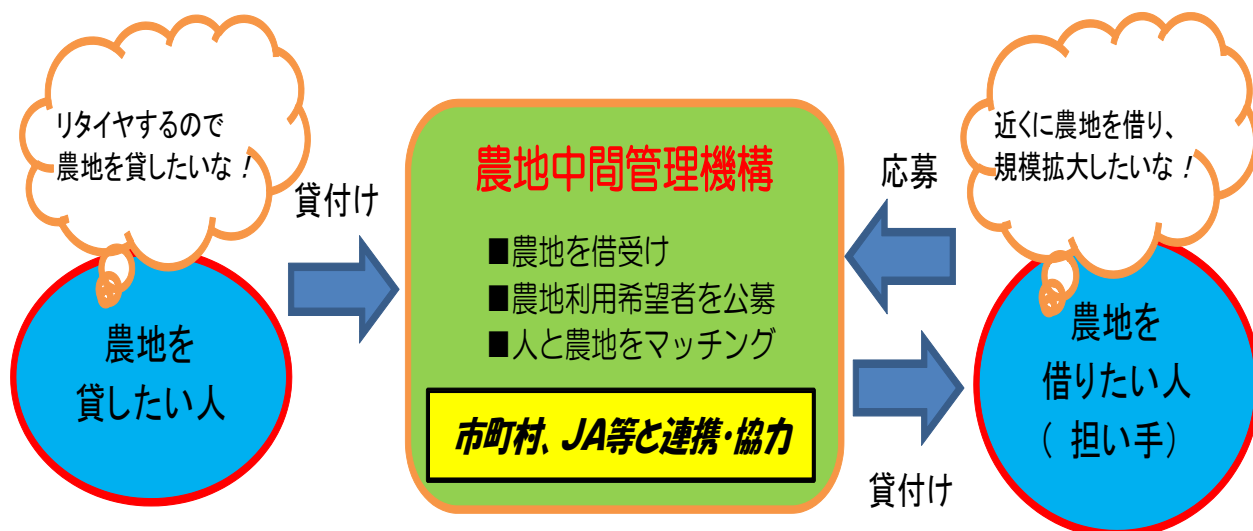 リタイヤするので
農地を貸したいな！
農地を
貸したい人
貸付け
農地中間管理機構
■農地を借受け
■農地利用希望者を公募
■人と農地をマッチング
市町村、JA等と連携・協力
応募
貸付け
近くに農地を借り、
規模拡大したいな！
農地を
借りたい人
（ 担い手）